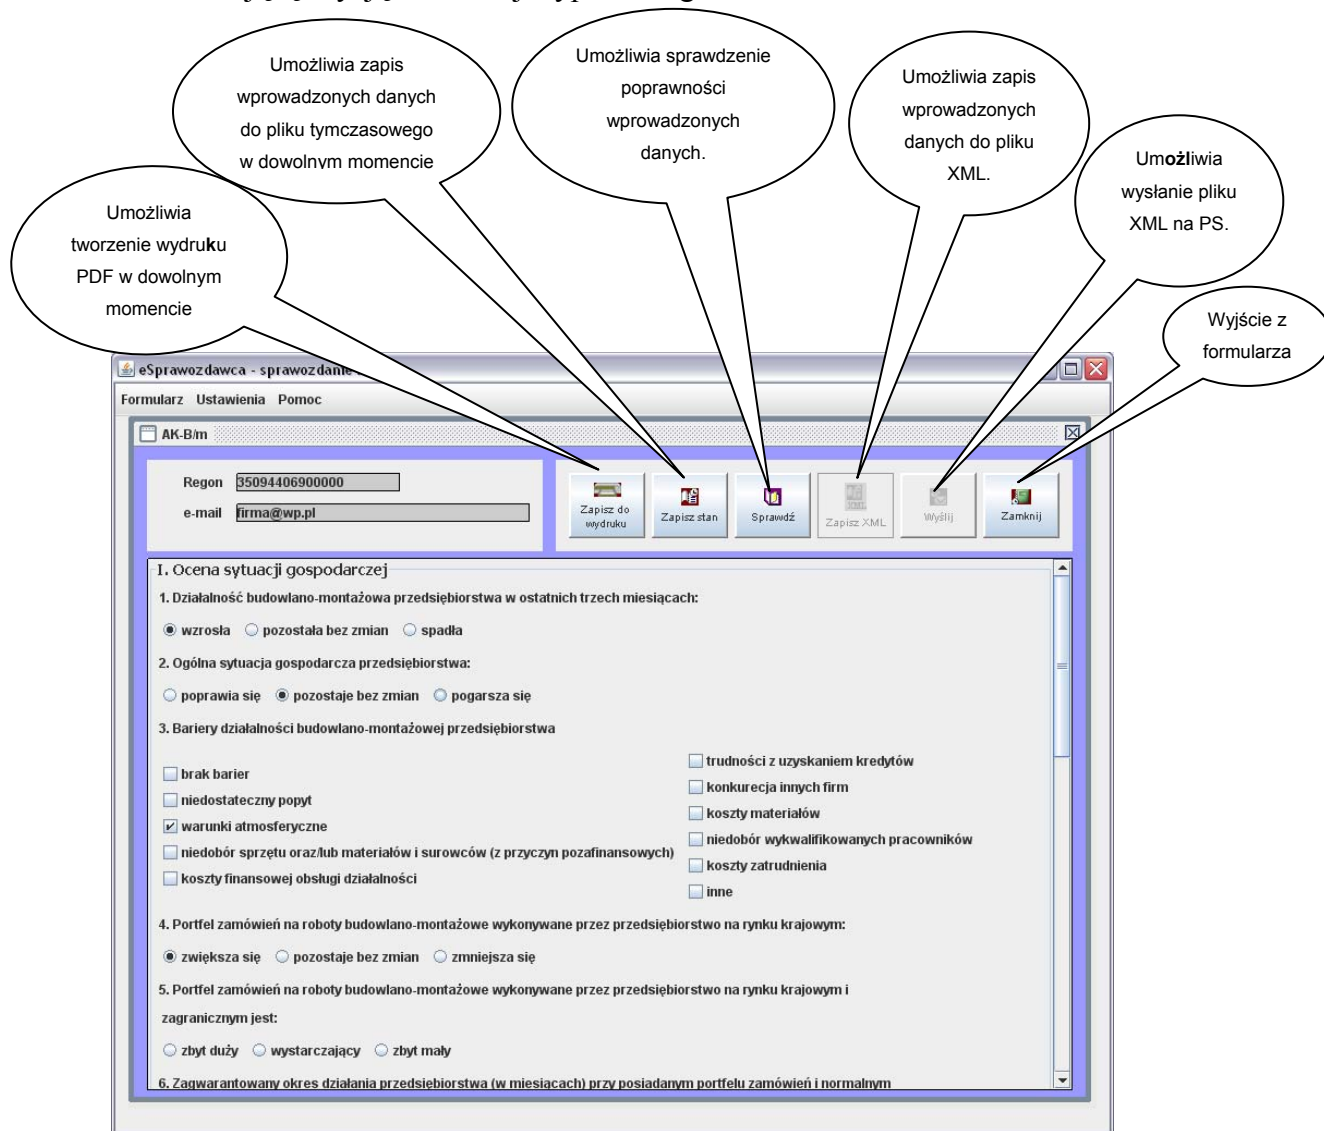 Umożliwia zapis
wprowadzonych danych
do pliku tymczasowego
w dowolnym momencie
Umożliwia sprawdzenie
poprawności
wprowadzonych
danych.
Umożliwia zapis
wprowadzonych
danych do pliku
XML.
Umożliwia
wysłanie pliku
XML na PS.
Umożliwia
tworzenie wydruku
PDF w dowolnym
momencie
Wyjście z
formularza
eSprawozdawca - sprawozdanie
Formularz Ustawienia Pomoc
AK-B/m
Regon 35094406900000
e-mail firma@wp.pl
Zapisz do
wydruku
Zapisz stan
Sprawdź
Zapisz XML
Wyślij
Zamknij
I. Ocena sytuacji gospodarczej
1. Działalność budowlano-montażowa przedsiębiorstwa w ostatnich trzech miesiącach:
wzrosła pozostała bez zmian spadła
2. Ogólna sytuacja gospodarcza przedsiębiorstwa:
poprawia się pozostaje bez zmian pogarsza się
3. Bariery działalności budowlano-montażowej przedsiębiorstwa
brak barier
niedostateczny popyt
warunki atmosferyczne
niedobór sprzętu oraz/lub materiałów i surowców (z przyczyn pozafinansowych)
koszty finansowej obsługi działalności
trudności z uzyskaniem kredytów
konkurecja innych firm
koszty materiałów
niedobór wykwalifikowanych pracowników
koszty zatrudnienia
inne
4. Portfel zamówień na roboty budowlano-montażowe wykonywane przez przedsiębiorstwo na rynku krajowym:
zwiększa się pozostaje bez zmian zmniejsza się
5. Portfel zamówień na roboty budowlano-montażowe wykonywane przez przedsiębiorstwo na rynku krajowym i
zagranicznym jest:
zbyt duży wystarczający zbyt mały
6. Zagwarantowany okres działania przedsiębiorstwa (w miesiącach) przy posiadanym portfelu zamówień i normalnym